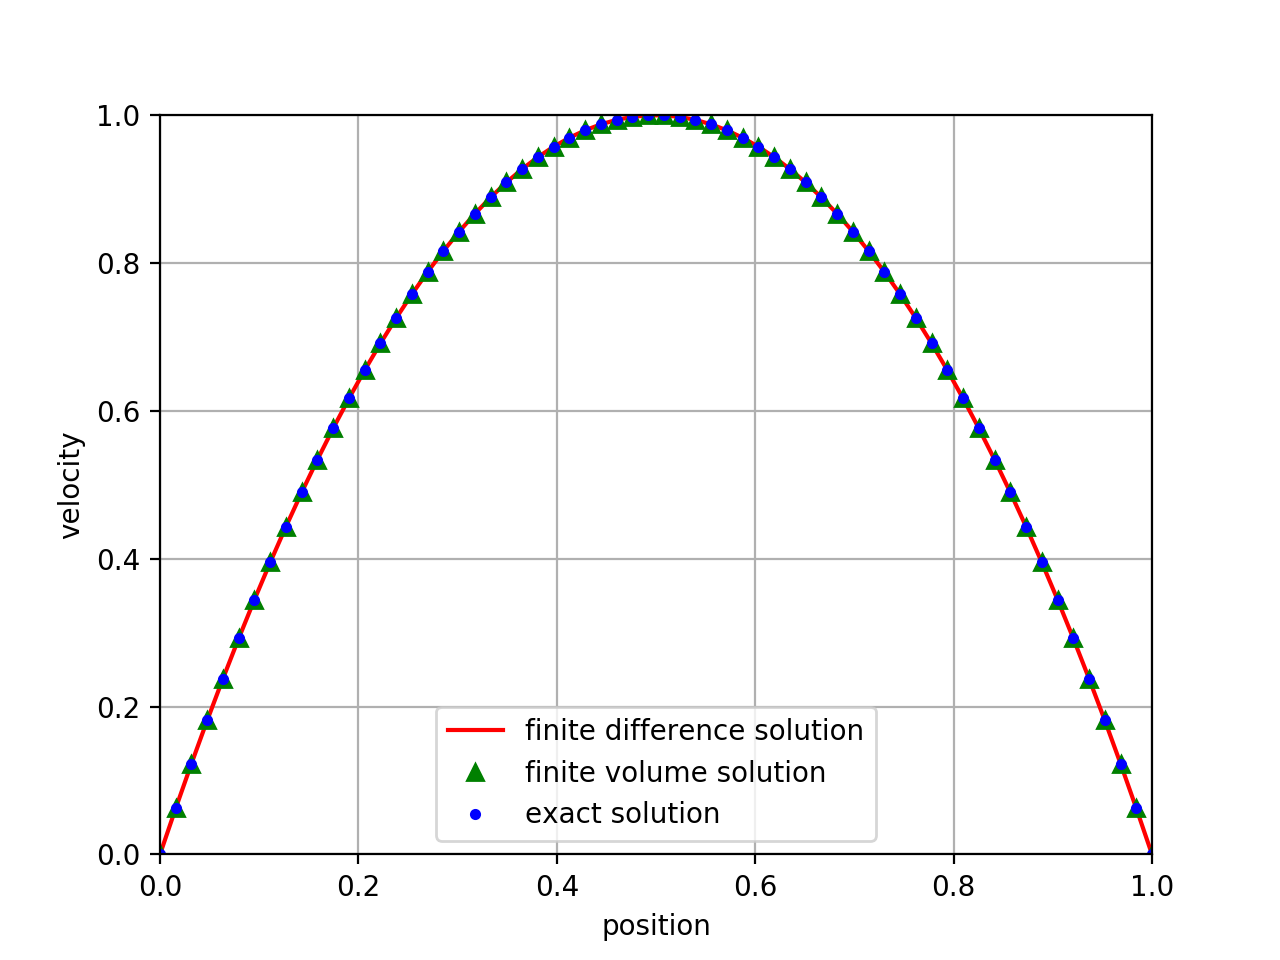 1.0
0.8
0.6
0.4
0.2
0.0
velocity
finite difference solution
finite volume solution
exact solution
0.0 0.2 0.4 0.6 0.8 1.0
position